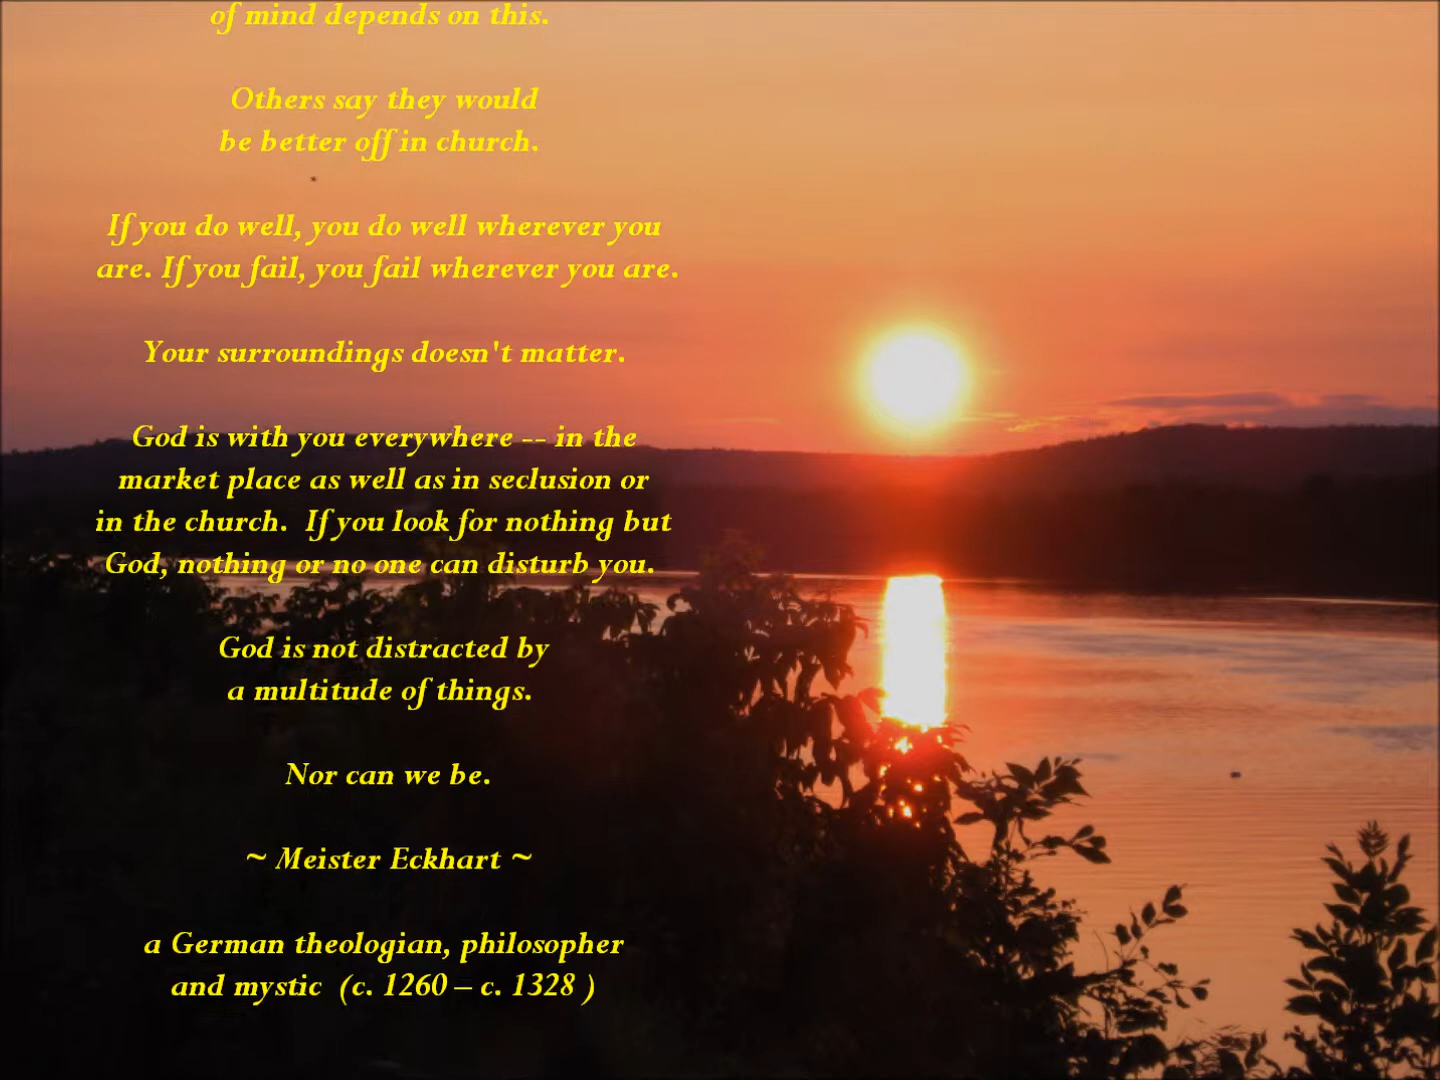 of mind depends on this.
Others say they would
be better off in church.
If you do well, you do well wherever you
are. If you fail, you fail wherever you are.
Your surroundings doesn't matter.
God is with you everywhere -- in the
market place as well as in seclusion or
in the church.  If you look for nothing but
God, nothing or no one can disturb you.
God is not distracted by
a multitude of things.
Nor can we be.
~ Meister Eckhart ~
a German theologian, philosopher
and mystic  (c. 1260 – c. 1328 )